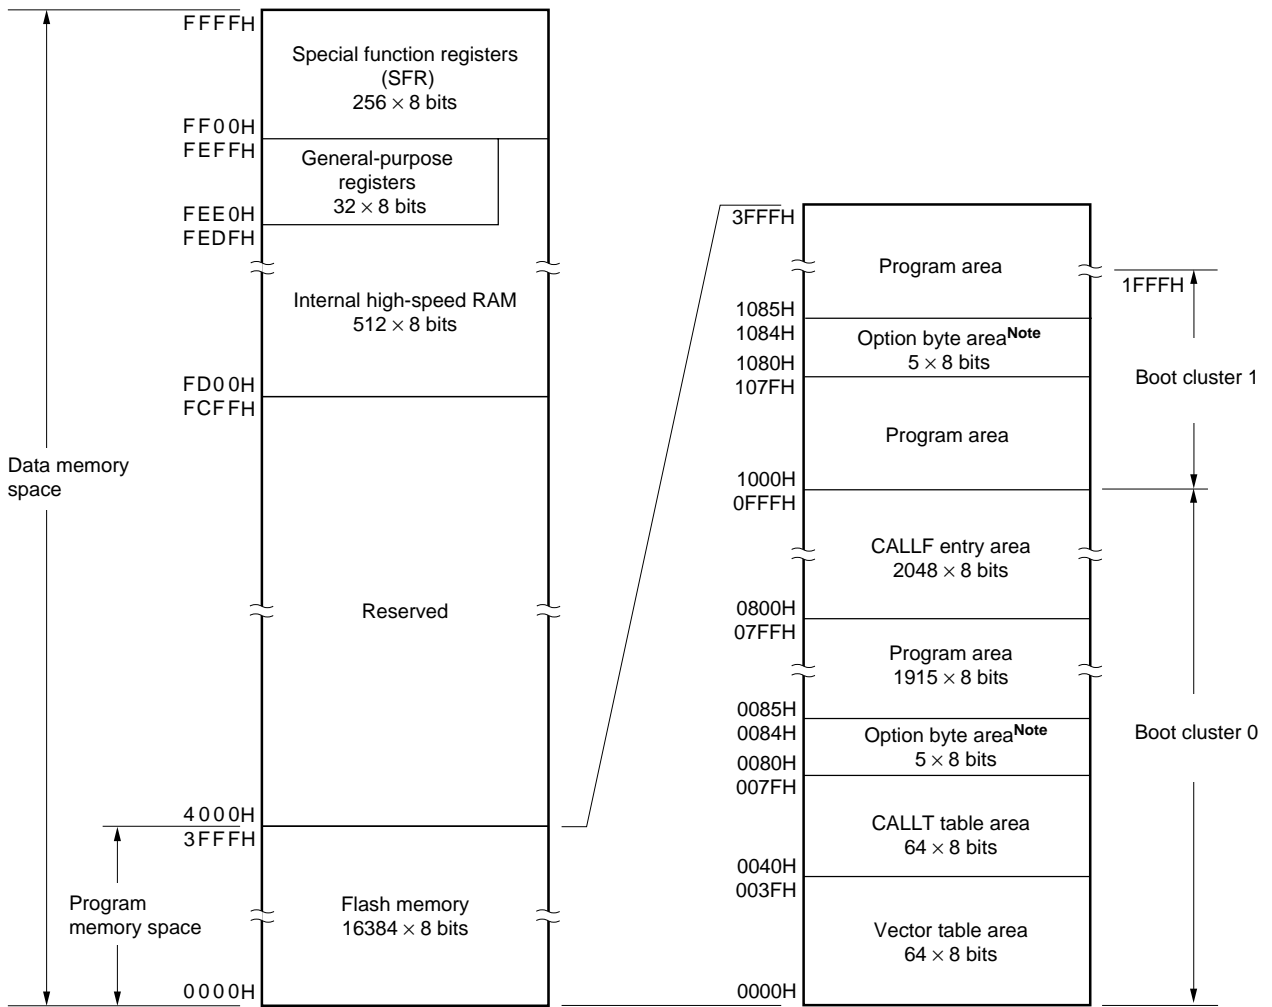 FFFFH
Special function registers
(SFR)
256 × 8 bits
FF00H
FEFFH
General-purpose
registers
32 × 8 bits
FEE0H
FEDFH
Internal high-speed RAM
512 × 8 bits
FD00H
FCFFH
Data memory
space
Reserved
4000H
3FFFH
Program
memory space
Flash memory
16384 × 8 bits
0000H
3FFFH
Program area
1FFFH
1085H
1084H
Option byte areaNote
5 × 8 bits
1080H
107FH
Boot cluster 1
Program area
1000H
0FFFH
CALLF entry area
2048 × 8 bits
0800H
07FFH
Program area
1915 × 8 bits
0085H
0084H
Option byte areaNote
5 × 8 bits
Boot cluster 0
0080H
007FH
CALLT table area
64 × 8 bits
0040H
003FH
Vector table area
64 × 8 bits
0000H